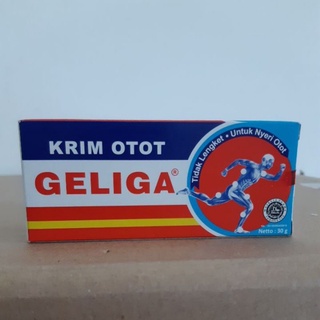 KRIM OTOT
GELIGA®
Tidak Lengket • Untuk Nyeri Otot
Netto : 30 g